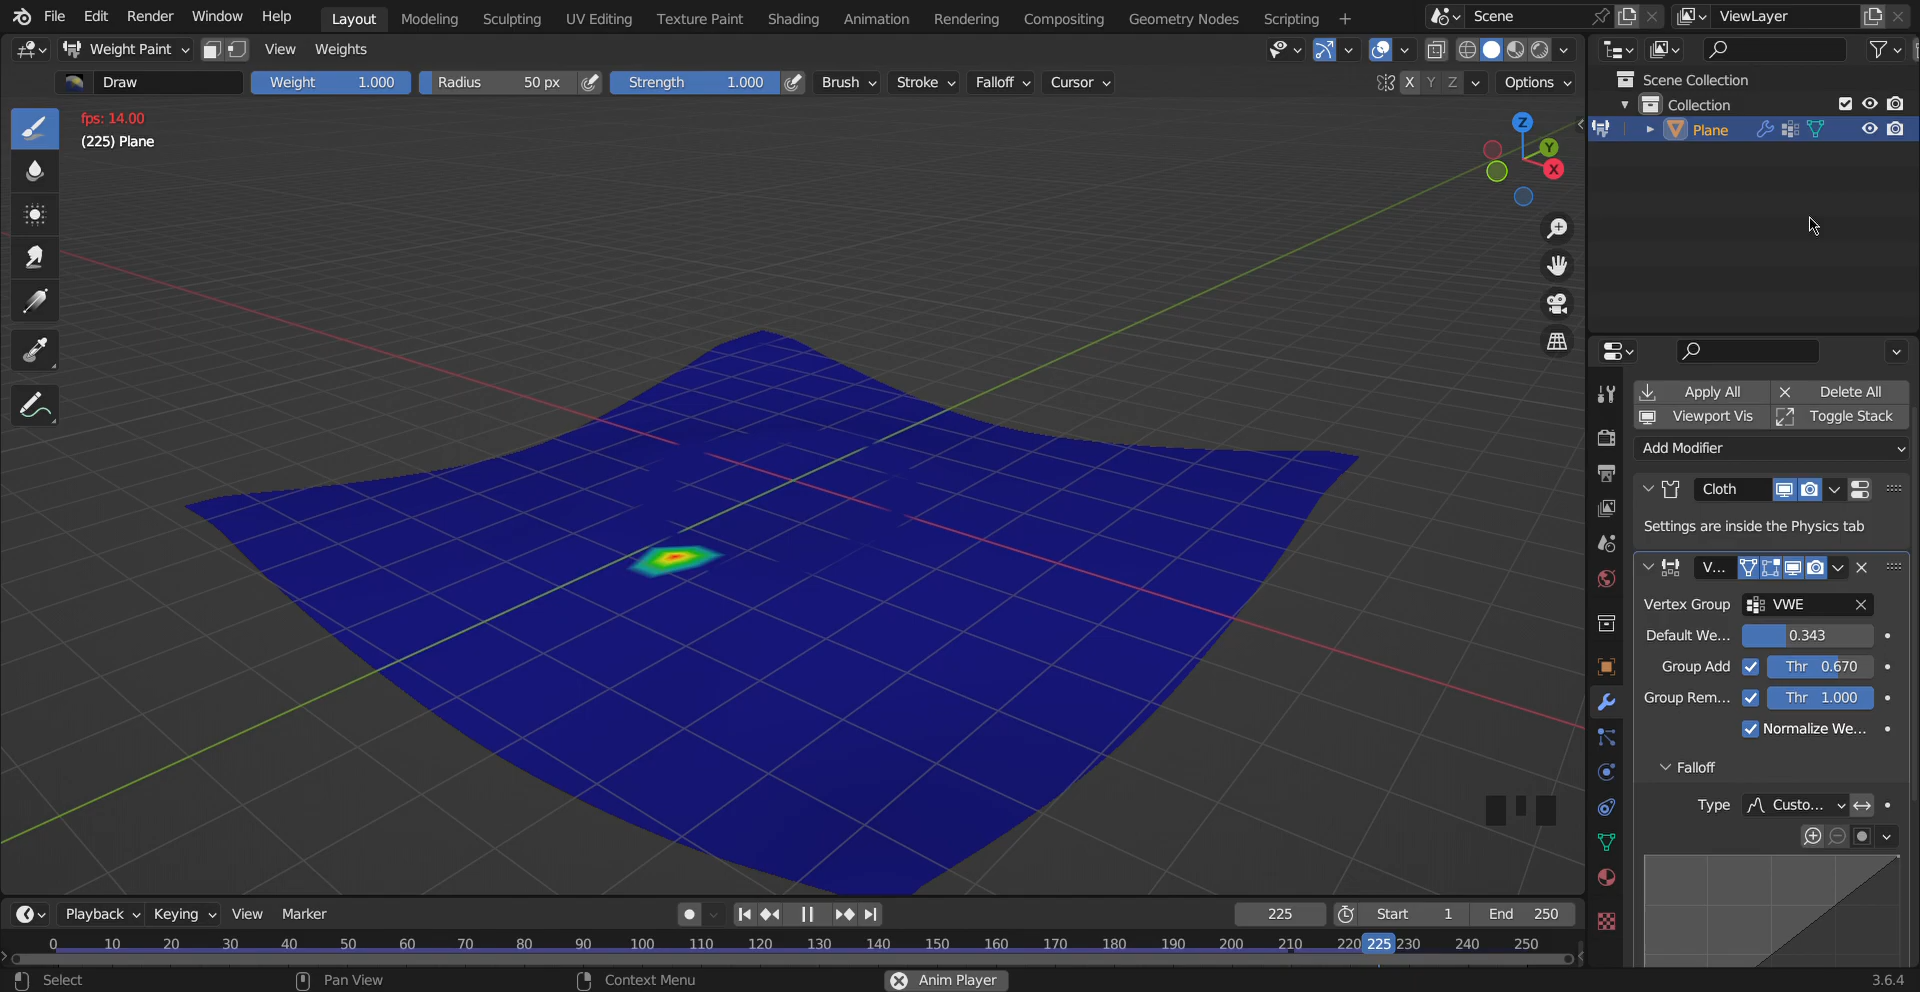 File Edit Render Window Help Layout Modeling Sculpting UV Editing Texture Paint Shading Animation Rendering Compositing Geometry Nodes Scripting + Scene ViewLayer
Weight Paint View Weights
Draw Weight 1.000 Radius 50 px Strength 1.000 Brush Stroke Falloff Cursor X Y Z Options
fps: 14.00
(225) Plane
Z
Y
X
Scene Collection
Collection
Plane
Apply All Delete All
Viewport Vis Toggle Stack
Add Modifier
Cloth
Settings are inside the Physics tab
V...
Vertex Group VWE
Default We... 0.343
Group Add Thr 0.670
Group Rem... Thr 1.000
Normalize We...
Falloff
Type Custo...
Playback Keying View Marker 225 Start 1 End 250
0 10 20 30 40 50 60 70 80 90 100 110 120 130 140 150 160 170 180 190 200 210 220 225 230 240 250
Select Pan View Context Menu Anim Player 3.6.4